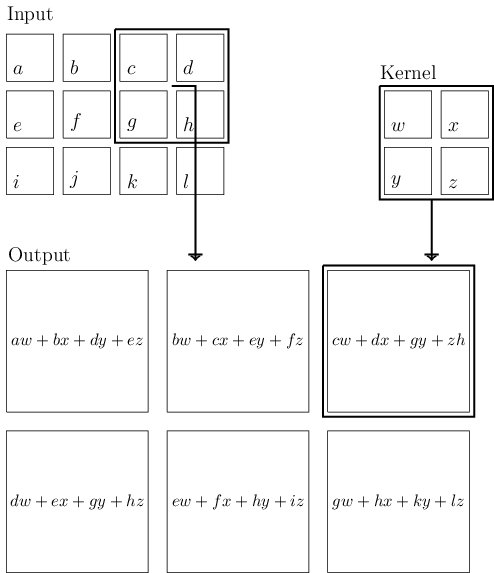 Input
a b c d
Kernel
e f g h
w x
i j k l
y z
Output
aw + bx + dy + ez
bw + cx + ey + fz
cw + dx + gy + zh
dw + ex + gy + hz
ew + fx + hy + iz
gw + hx + ky + lz